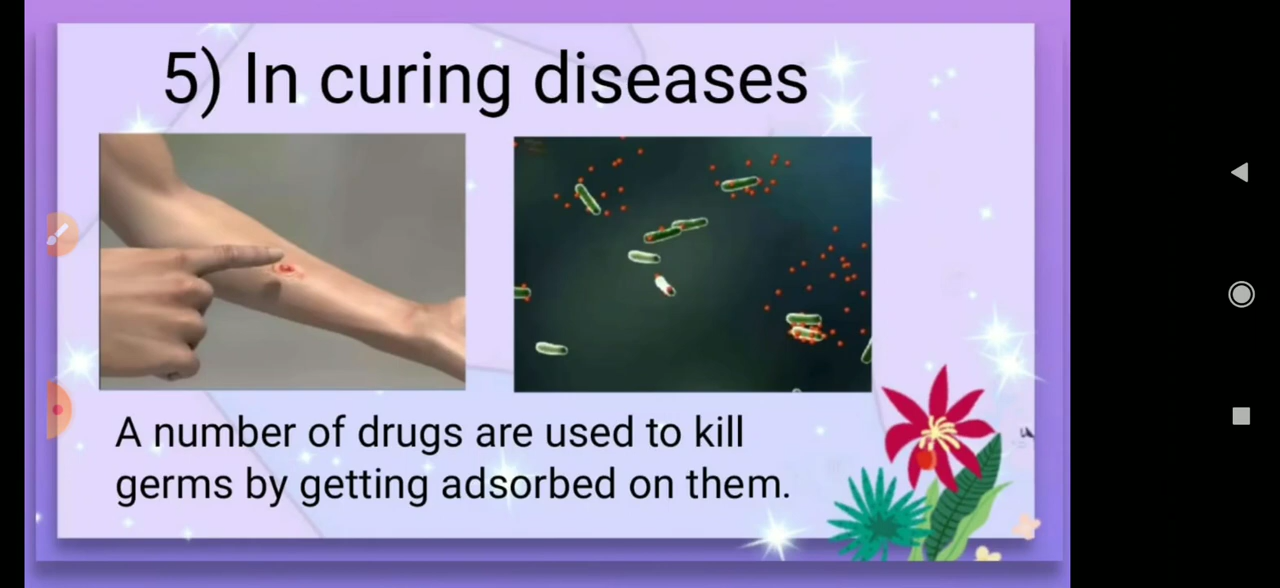 5) In curing diseases
A number of drugs are used to kill
germs by getting adsorbed on them.